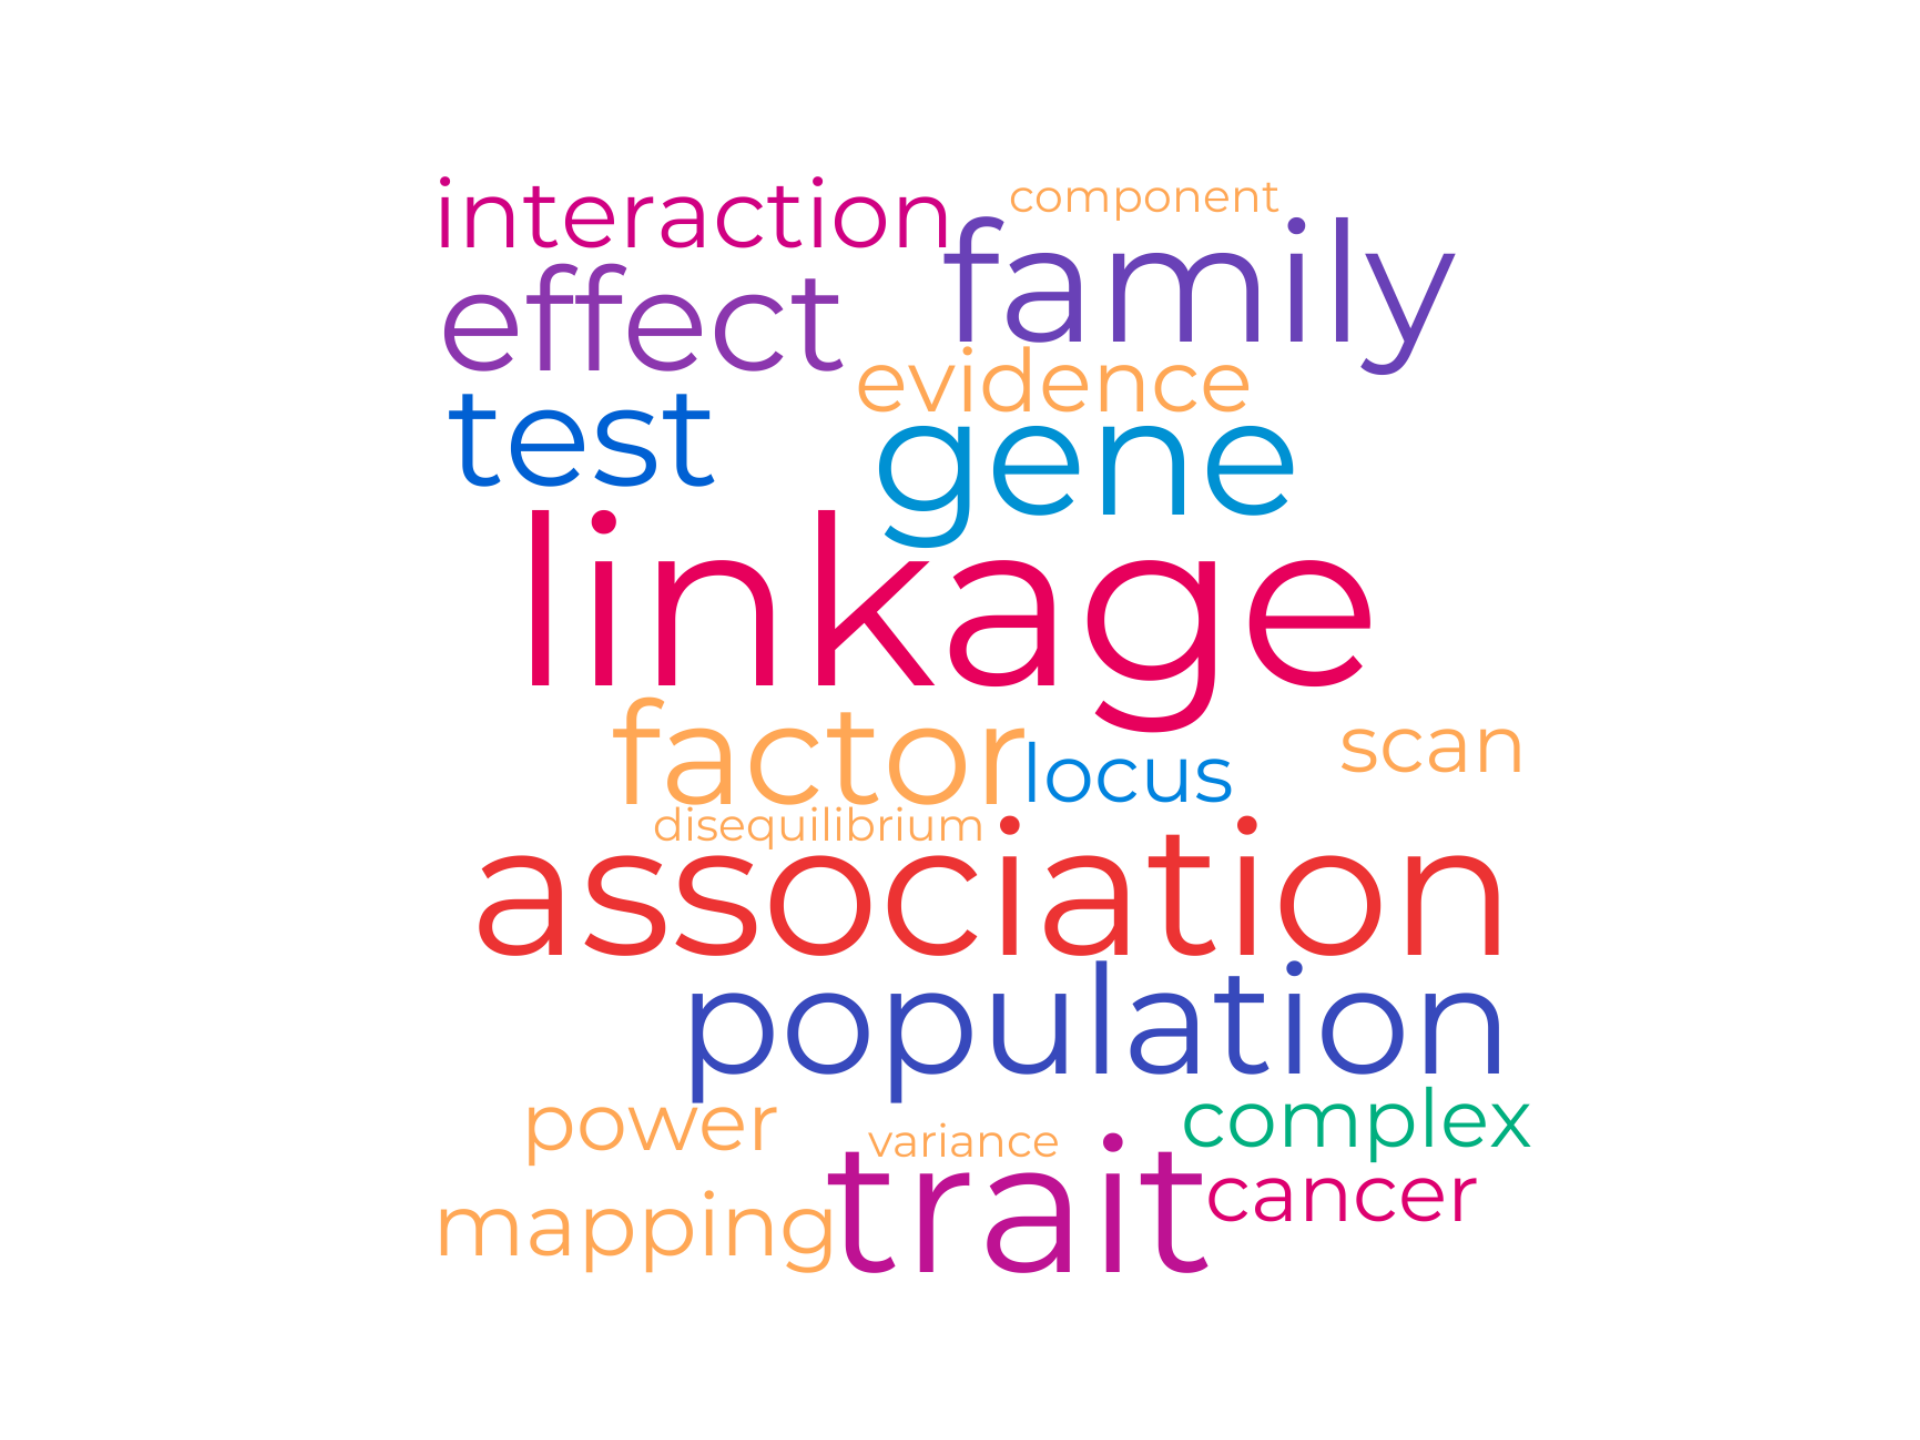 interaction
component
family
effect
evidence
test
gene
linkage
factor
locus
scan
disequilibrium
association
population
power
complex
variance
trait
cancer
mapping